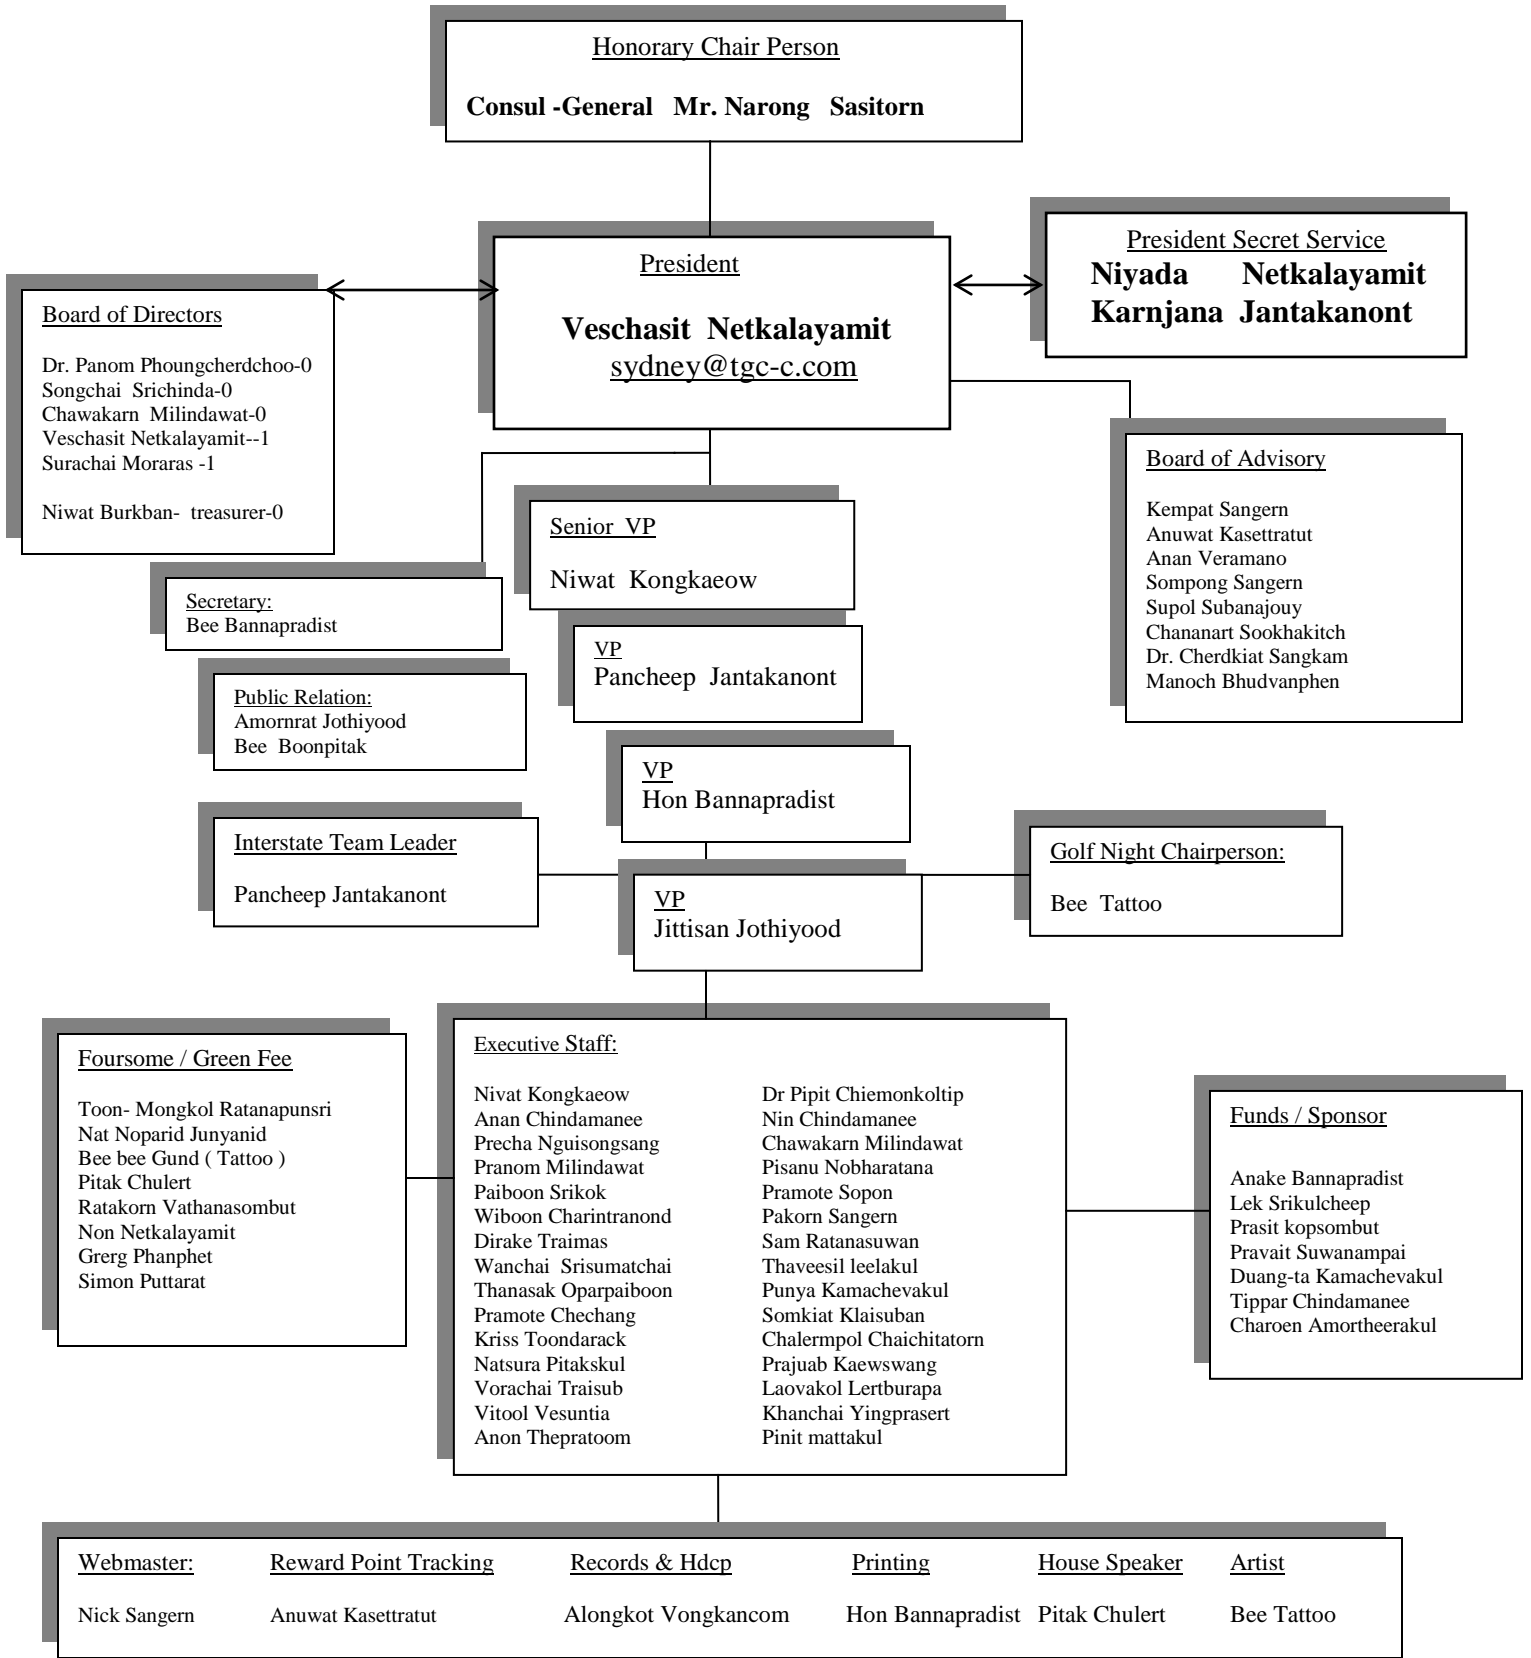 Honorary Chair Person
Consul -General Mr. Narong Sasitorn
President
Veschasit Netkalayamit
sydney@tgc-c.com
President Secret Service
Niyada Netkalayamit
Karnjana Jantakanont
Board of Directors
Dr. Panom Phoungcherdchoo-0
Songchai Srichinda-0
Chawakarn Milindawat-0
Veschasit Netkalayamit--1
Surachai Moraras -1
Niwat Burkban- treasurer-0
Board of Advisory
Kempat Sangern
Anuwat Kasettratut
Anan Veramano
Sompong Sangern
Supol Subanajouy
Chananart Sookhakitch
Dr. Cherdkiat Sangkam
Manoch Bhudvanphen
Senior VP
Niwat Kongkaeow
Secretary:
Bee Bannapradist
VP
Pancheep Jantakanont
Public Relation:
Amornrat Jothiyood
Bee Boonpitak
VP
Hon Bannapradist
Interstate Team Leader
Pancheep Jantakanont
Golf Night Chairperson:
Bee Tattoo
VP
Jittisan Jothiyood
Foursome / Green Fee
Toon- Mongkol Ratanapunsri
Nat Noparid Junyanid
Bee bee Gund ( Tattoo )
Pitak Chulert
Ratakorn Vathanasombut
Non Netkalayamit
Grerg Phanphet
Simon Puttarat
Executive Staff:
Nivat Kongkaeow
Anan Chindamanee
Precha Nguisongsang
Pranom Milindawat
Paiboon Srikok
Wiboon Charintranond
Dirake Traimas
Wanchai Srisumatchai
Thanasak Oparpaiboon
Pramote Chechang
Kriss Toondarack
Natsura Pitakskul
Vorachai Traisub
Vitool Vesuntia
Anon Thepratoom
Dr Pipit Chiemonkoltip
Nin Chindamanee
Chawakarn Milindawat
Pisanu Nobharatana
Pramote Sopon
Pakorn Sangern
Sam Ratanasuwan
Thaveesil leelakul
Punya Kamachevakul
Somkiat Klaisuban
Chalermpol Chaichitatorn
Prajuab Kaewswang
Laovakol Lertburapa
Khanchai Yingprasert
Pinit mattakul
Funds / Sponsor
Anake Bannapradist
Lek Srikulcheep
Prasit kopsombut
Pravait Suwanampai
Duang-ta Kamachevakul
Tippar Chindamanee
Charoen Amortheerakul
Webmaster:
Nick Sangern
Reward Point Tracking
Anuwat Kasettratut
Records & Hdcp
Alongkot Vongkancom
Printing
Hon Bannapradist
House Speaker
Pitak Chulert
Artist
Bee Tattoo